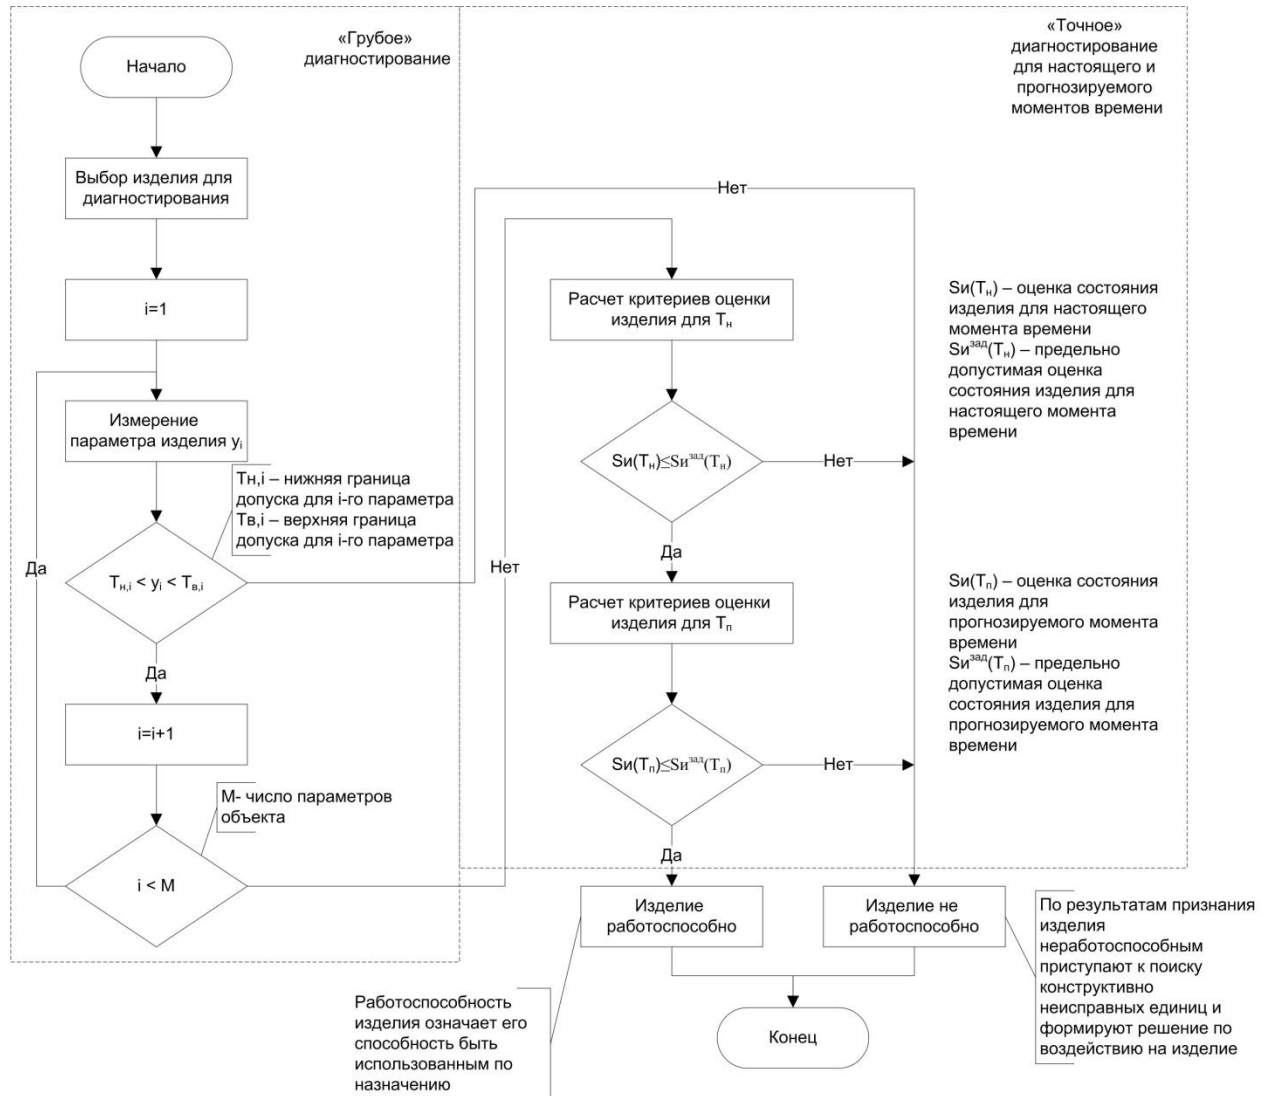 «Грубое»
диагностирование
Начало
Выбор изделия для
диагностирования
i=1
Измерение
параметра изделия yᵢ
Tн,i – нижняя граница
допуска для i-го параметра
Tв,i – верхняя граница
допуска для i-го параметра
Да
Tн,i < yᵢ < Tв,i
Да
i=i+1
M- число параметров
объекта
i < M
«Точное»
диагностирование
для настоящего и
прогнозируемого
моментов времени
Нет
Нет
Расчет критериев оценки
изделия для Tн
Sи(Tн)≤Sиᶻᵃᵈ(Tн)
Нет
Да
Расчет критериев оценки
изделия для Tп
Sи(Tп)≤Sи^зад(Tп)
Нет
Да
Sи(Tн) – оценка состояния
изделия для настоящего
момента времени
Sи^зад(Tн) – предельно
допустимая оценка
состояния изделия для
настоящего момента
времени
Sи(Tп) – оценка состояния
изделия для
прогнозируемого момента
времени
Sи^зад(Tп) – предельно
допустимая оценка
состояния изделия для
прогнозируемого момента
времени
Изделие
работоспособно
Изделие не
работоспособно
Работоспособность
изделия означает его
способность быть
использованным по
назначению
Конец
По результатам признания
изделия
неработоспособным
приступают к поиску
конструктивно
неисправных единиц и
формируют решение по
воздействию на изделие